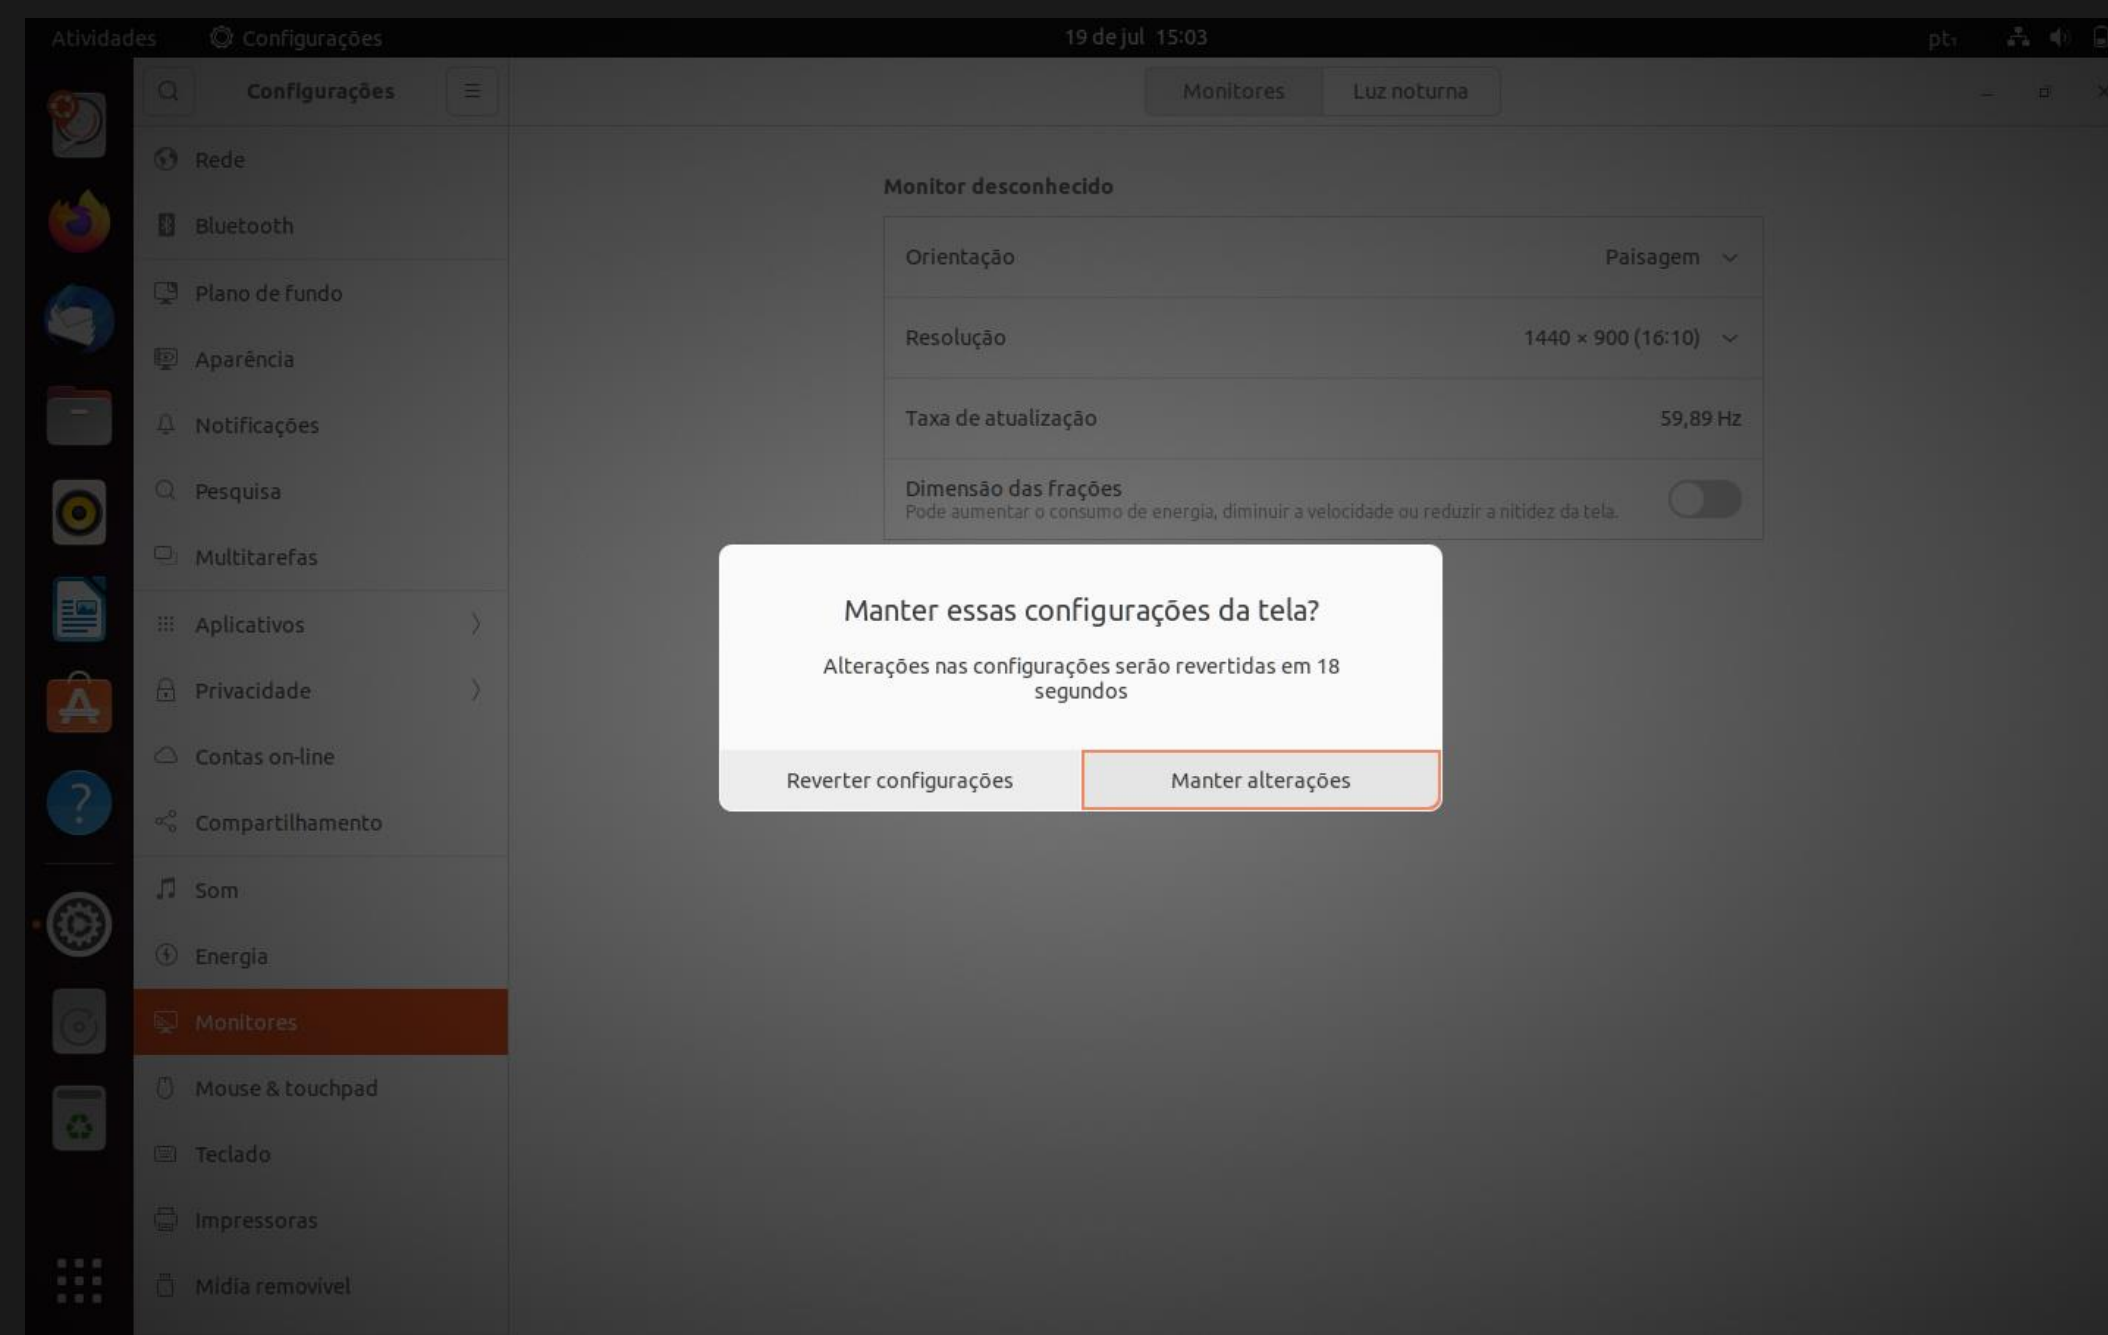 Atividades
Configurações
19 de jul 15:03
pt₁
Configurações
Monitores
Luz noturna
Rede
Bluetooth
Plano de fundo
Aparência
Notificações
Pesquisa
Multitarefas
Aplicativos
Privacidade
Contas on-line
Compartilhamento
Som
Energia
Monitores
Mouse & touchpad
Teclado
Impressoras
Mídia removível
Monitor desconhecido
Orientação
Paisagem
Resolução
1440 × 900 (16:10)
Taxa de atualização
59,89 Hz
Dimensão das frações
Pode aumentar o consumo de energia, diminuir a velocidade ou reduzir a nitidez da tela.
Manter essas configurações da tela?
Alterações nas configurações serão revertidas em 18
segundos
Reverter configurações
Manter alterações